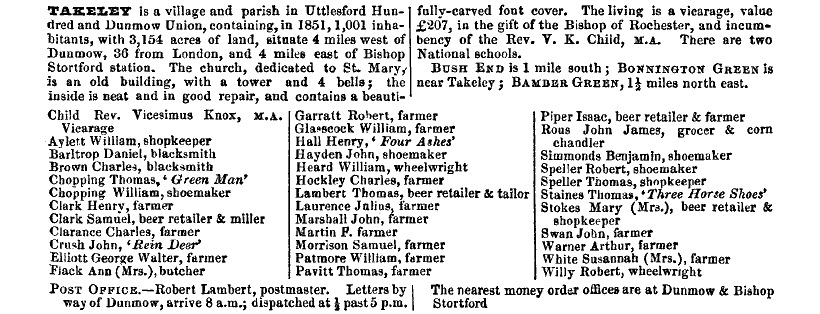 TAKELEY is a village and parish in Uttlesford Hun-
dred and Dunmow Union, containing, in 1851, 1,001 inha-
bitants, with 3,154 acres of land, situate 4 miles west of
Dunmow, 36 from London, and 4 miles east of Bishop
Stortford station. The church, dedicated to St. Mary,
is an old building, with a tower and 4 bells; the
inside is neat and in good repair, and contains a beauti-
fully-carved font cover. The living is a vicarage, value
£207, in the gift of the Bishop of Rochester, and incum-
bency of the Rev. V. K. Child, M.A. There are two
National schools.
BUSH END is 1 mile south; BONNINGTON GREEN is
near Takeley; BAMDER GREEN, 1½ miles north east.
Child Rev. Vicesimus Knox, M.A.
Vicarage
Aylett William, shopkeeper
Barltrop Daniel, blacksmith
Brown Charles, blacksmith
Chopping Thomas, 'Green Man'
Chopping William, shoemaker
Clark Henry, farmer
Clark Samuel, beer retailer & miller
Clarance Charles, farmer
Crush John, 'Rein Deer'
Elliott George Walter, farmer
Flack Ann (Mrs.), butcher
Garratt Robert, farmer
Glasscock William, farmer
Hall Henry, 'Four Ashes'
Hayden John, shoemaker
Heard William, wheelwright
Hockley Charles, farmer
Lambert Thomas, beer retailer & tailor
Laurence Julius, farmer
Marshall John, farmer
Martin F. farmer
Morrison Samuel, farmer
Patmore William, farmer
Pavitt Thomas, farmer
Piper Isaac, beer retailer & farmer
Rous John James, grocer & corn
chandler
Simmonds Benjamin, shoemaker
Speller Robert, shoemaker
Speller Thomas, shopkeeper
Staines Thomas, 'Three Horse Shoes'
Stokes Mary (Mrs.), beer retailer &
shopkeeper
Swan John, farmer
Warner Arthur, farmer
White Susannah (Mrs.), farmer
Willy Robert, wheelwright
POST OFFICE.—Robert Lambert, postmaster. Letters by
way of Dunmow, arrive 8 a.m.; dispatched at ½ past 5 p.m.
The nearest money order offices are at Dunmow & Bishop
Stortford